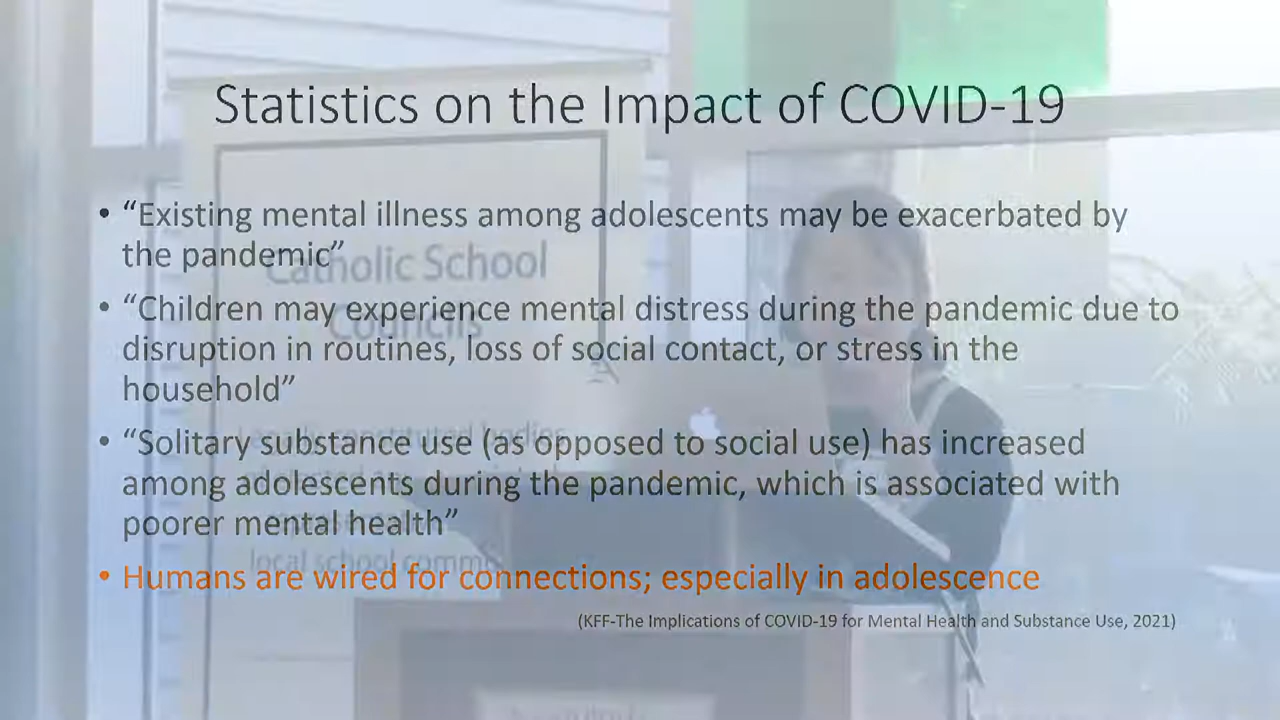 Statistics on the Impact of COVID-19
• “Existing mental illness among adolescents may be exacerbated by
the pandemic”
Catholic School
• “Children may experience mental distress during the pandemic due to
Councils
disruption in routines, loss of social contact, or stress in the
household”
• “Solitary substance use (as opposed to social use) has increased
among adolescents during the pandemic, which is associated with
poorer mental health”
local school
• Humans are wired for connections; especially in adolescence
(KFF-The Implications of COVID-19 for Mental Health and Substance Use, 2021)